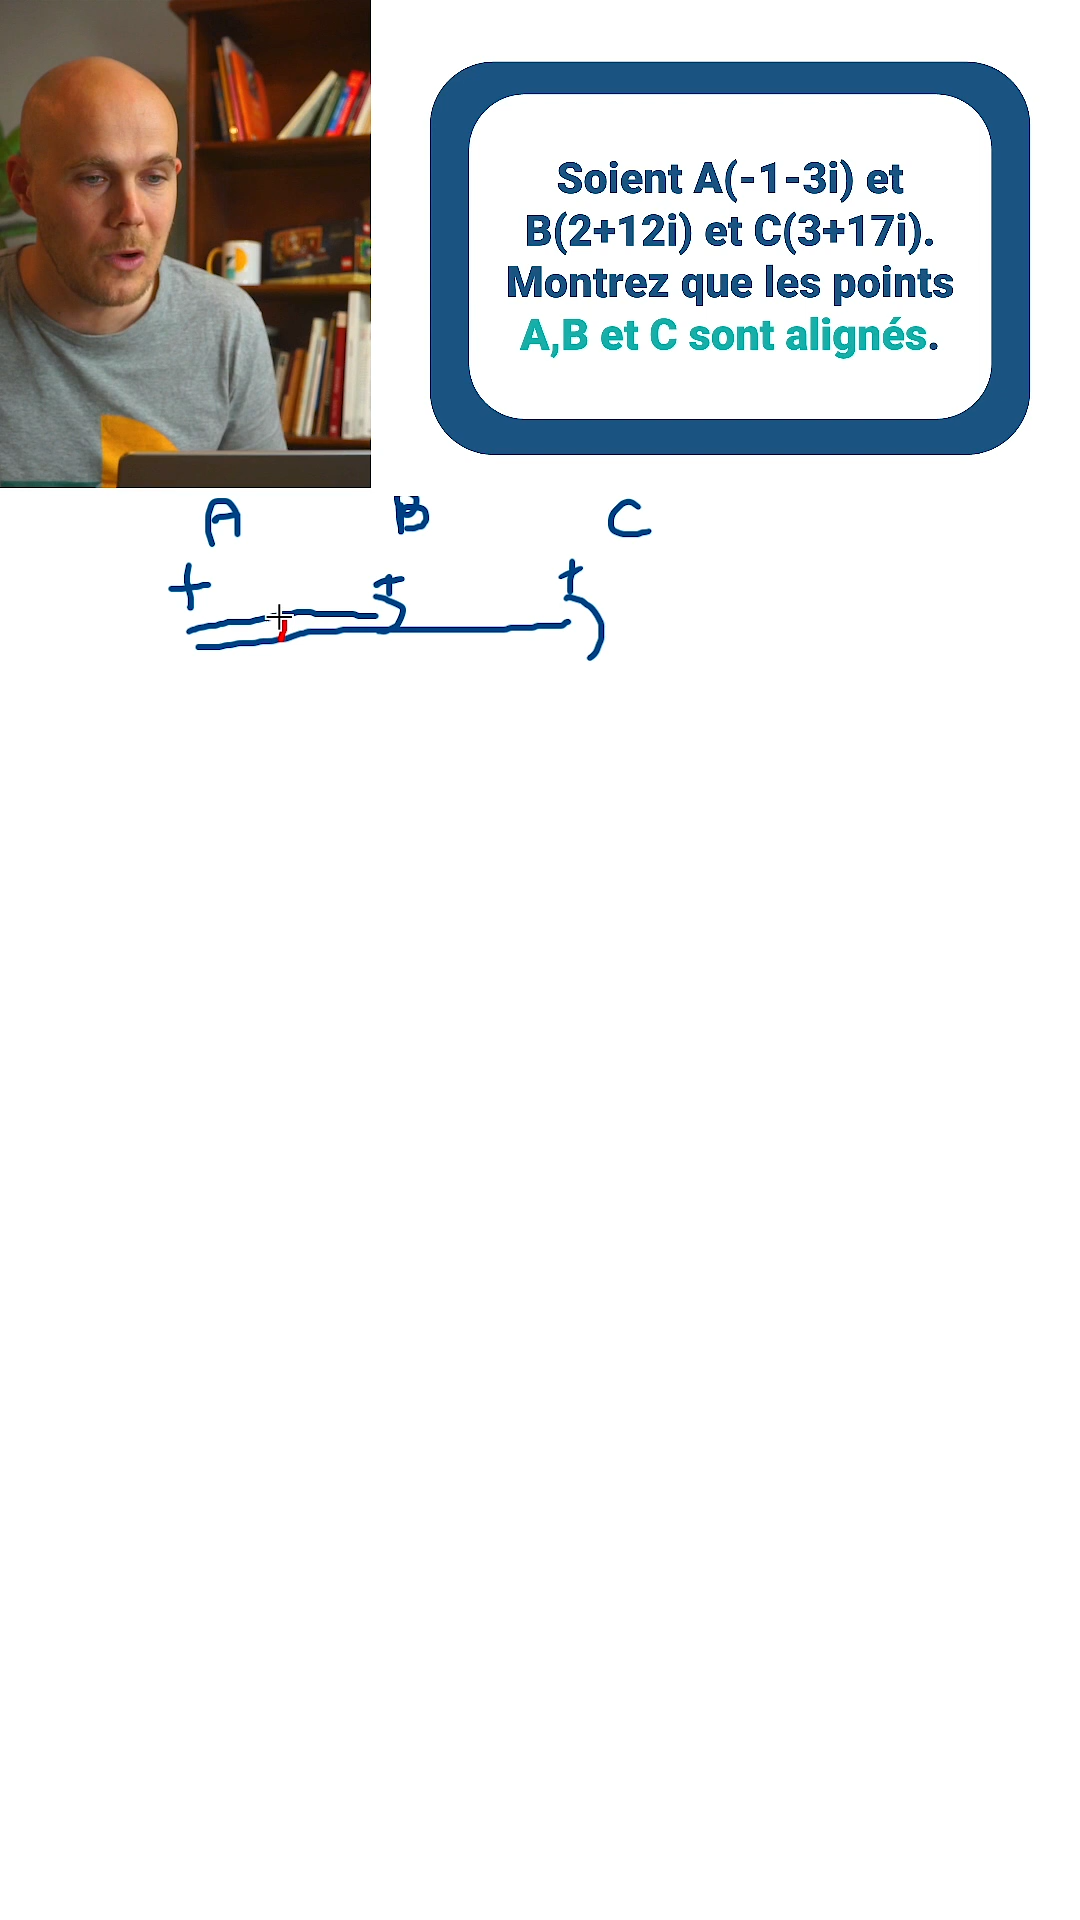 Soient A(-1-3i) et
B(2+12i) et C(3+17i).
Montrez que les points
A,B et C sont alignés.
A B C
+ + +